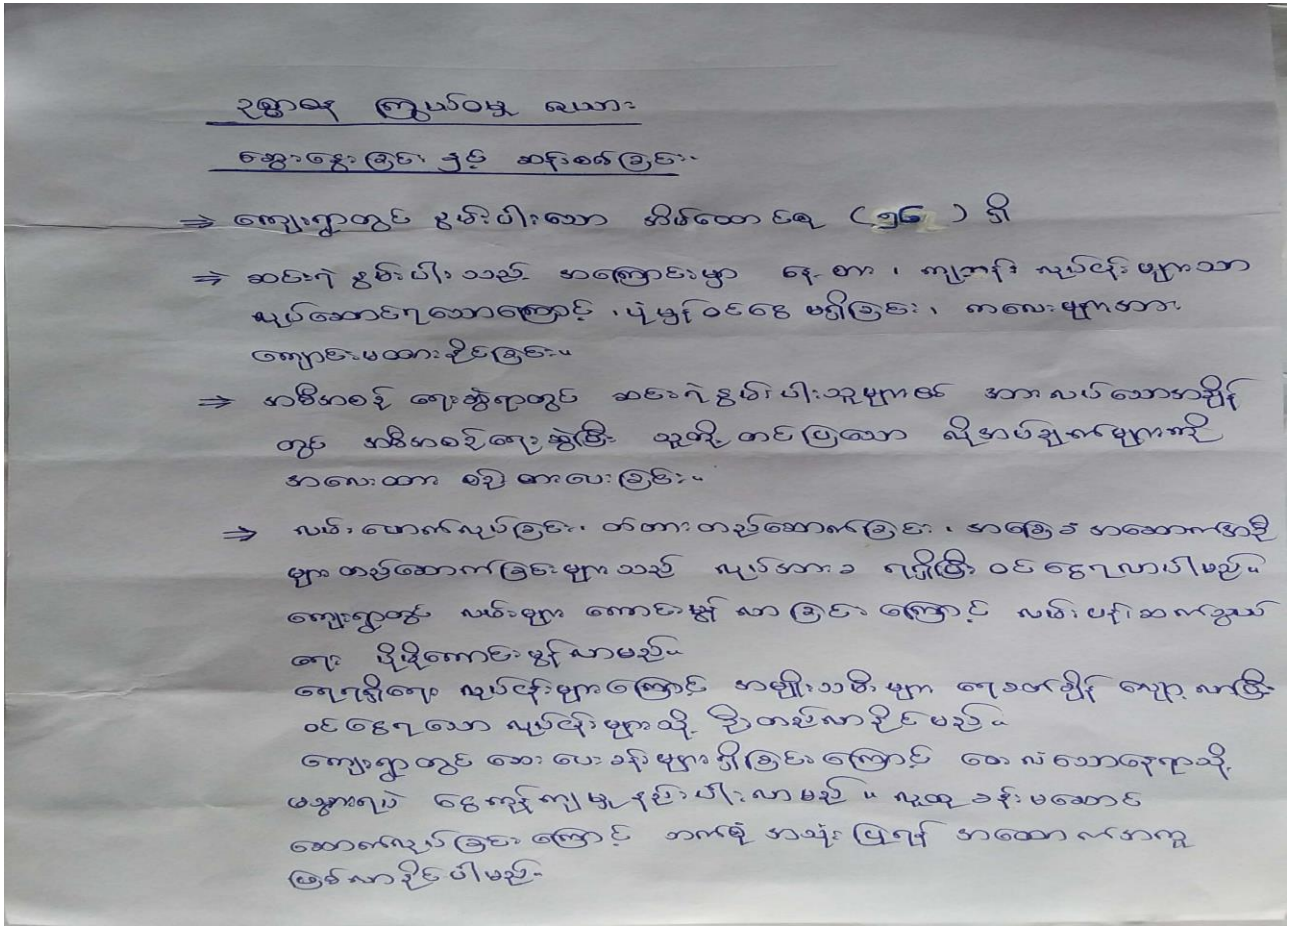 ဥစ္စာဓန ကြွယ်ဝမှု လေ့လာ
ဆွေးနွေးခြင်း နှင့် ဆန်းစစ်ခြင်း
⇒ ကျေးရွာတွင် နွမ်းပါးသော အိမ်ထောင်စု (၅၆) ရှိ
⇒ ဆင်းရဲ နွမ်းပါးသည့် အကြောင်းမှာ နေ့စား၊ ကျဘန်း လုပ်ငန်းများသာ
လုပ်ဆောင်ရသောကြောင့်၊ ပုံမှန်ဝင်ငွေ မရှိခြင်း၊ ကလေးများအား
ကျောင်းမထားနိုင်ခြင်း။
⇒ အစီအစဉ် ရေးဆွဲရာတွင် ဆင်းရဲနွမ်းပါးသူများ၏ အားလပ်သောအချိန်
တွင် အစီအစဉ်ရေးဆွဲပြီး သူတို့ တင်ပြသော လိုအပ်ချက်များကို
အလေးထား စဉ်းစားပေးခြင်း။
⇒ လမ်းဖောက်လုပ်ခြင်း၊ တံတားတည်ဆောက်ခြင်း၊ အခြေခံ အဆောက်အဦ
များ တည်ဆောက်ခြင်းများသည် လုပ်အားခ ရရှိပြီး ဝင်ငွေရလာပါမည်။
ကျေးရွာတွင် လမ်းများ ကောင်းမွန်လာခြင်းကြောင့် လမ်းပန်းဆက်သွယ်
ရေး ပိုမိုကောင်းမွန်လာမည်။
ရေရရှိရေး လုပ်ငန်းများကြောင့် အမျိုးသမီးများ ရေခပ်ချိန် လျော့လာပြီး
ဝင်ငွေရသော လုပ်ငန်းများသို့ ဦးတည်လာနိုင်မည်။
ကျေးရွာတွင် ဆေးပေးခန်းများရှိခြင်းကြောင့် ဝေးလံသောနေရာသို့
မသွားရပဲ ငွေကုန်ကျမှု နည်းပါးလာမည်။ လူထုခန်းမဆောင်
ဆောက်လုပ်ခြင်းကြောင့် ဘက်စုံ အသုံးပြုရန် အထောက်အကူ
ဖြစ်လာနိုင်ပါမည်။